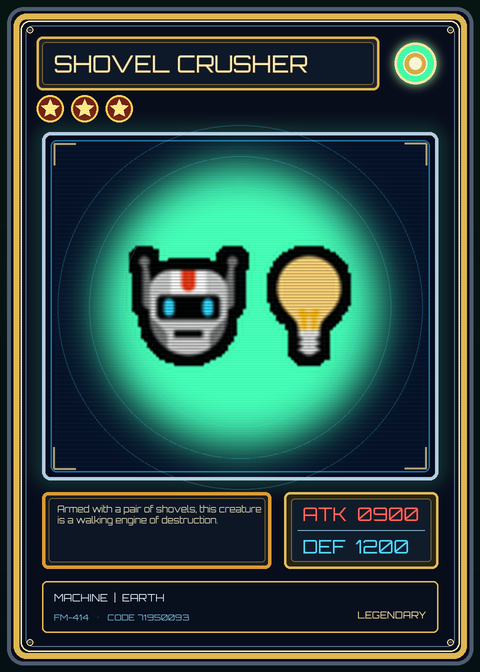 SHOVEL CRUSHER
Armed with a pair of shovels, this creature
is a walking engine of destruction.
ATK 0900
DEF 1200
MACHINE | EARTH
FM-414 · CODE 71950093
LEGENDARY